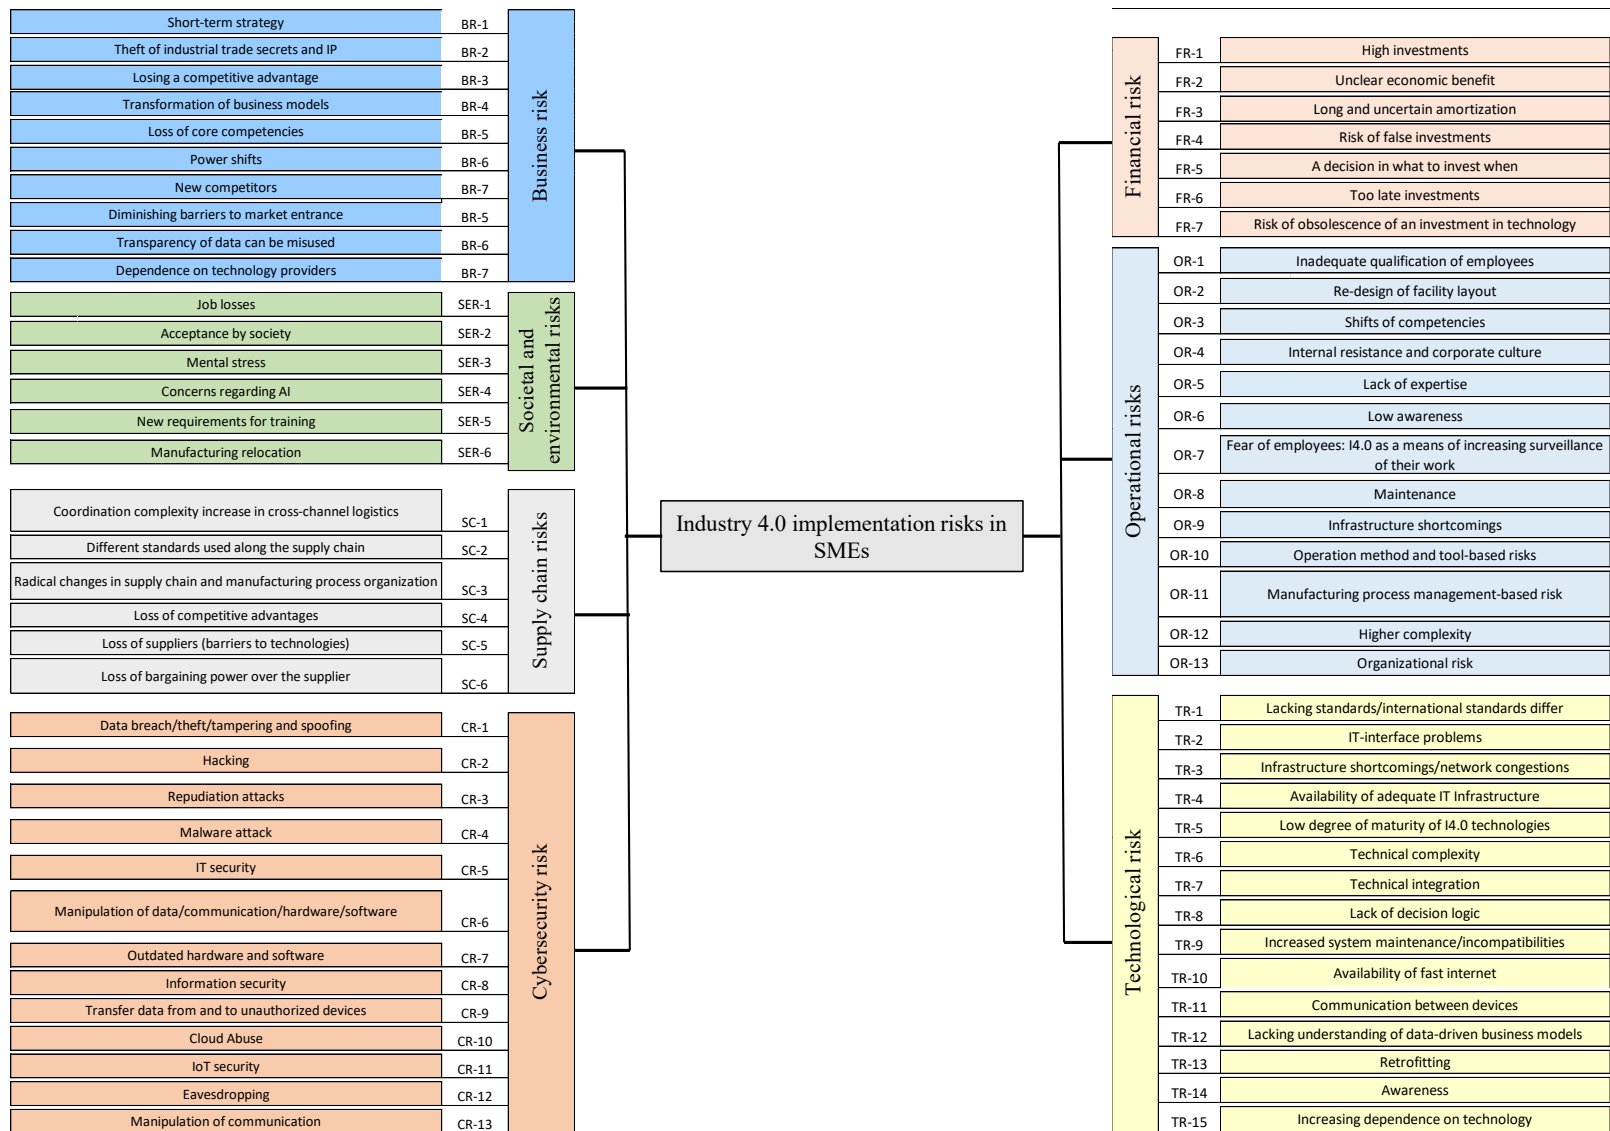 Short-term strategy BR-1
Theft of industrial trade secrets and IP BR-2
Losing a competitive advantage BR-3
Transformation of business models BR-4
Loss of core competencies BR-5
Power shifts BR-6
New competitors BR-7
Diminishing barriers to market entrance BR-5
Transparency of data can be misused BR-6
Dependence on technology providers BR-7
Business risk
Job losses SER-1
Acceptance by society SER-2
Mental stress SER-3
Concerns regarding AI SER-4
New requirements for training SER-5
Manufacturing relocation SER-6
Societal and
environmental risks
Coordination complexity increase in cross-channel logistics SC-1
Different standards used along the supply chain SC-2
Radical changes in supply chain and manufacturing process organization SC-3
Loss of competitive advantages SC-4
Loss of suppliers (barriers to technologies) SC-5
Loss of bargaining power over the supplier SC-6
Supply chain risks
Data breach/theft/tampering and spoofing CR-1
Hacking CR-2
Repudiation attacks CR-3
Malware attack CR-4
IT security CR-5
Manipulation of data/communication/hardware/software CR-6
Outdated hardware and software CR-7
Information security CR-8
Transfer data from and to unauthorized devices CR-9
Cloud Abuse CR-10
IoT security CR-11
Eavesdropping CR-12
Manipulation of communication CR-13
Cybersecurity risk
Industry 4.0 implementation risks in
SMEs
Financial risk
FR-1 High investments
FR-2 Unclear economic benefit
FR-3 Long and uncertain amortization
FR-4 Risk of false investments
FR-5 A decision in what to invest when
FR-6 Too late investments
FR-7 Risk of obsolescence of an investment in technology
Operational risks
OR-1 Inadequate qualification of employees
OR-2 Re-design of facility layout
OR-3 Shifts of competencies
OR-4 Internal resistance and corporate culture
OR-5 Lack of expertise
OR-6 Low awareness
OR-7 Fear of employees: I4.0 as a means of increasing surveillance
of their work
OR-8 Maintenance
OR-9 Infrastructure shortcomings
OR-10 Operation method and tool-based risks
OR-11 Manufacturing process management-based risk
OR-12 Higher complexity
OR-13 Organizational risk
Technological risk
TR-1 Lacking standards/international standards differ
TR-2 IT-interface problems
TR-3 Infrastructure shortcomings/network congestions
TR-4 Availability of adequate IT Infrastructure
TR-5 Low degree of maturity of I4.0 technologies
TR-6 Technical complexity
TR-7 Technical integration
TR-8 Lack of decision logic
TR-9 Increased system maintenance/incompatibilities
TR-10 Availability of fast internet
TR-11 Communication between devices
TR-12 Lacking understanding of data-driven business models
TR-13 Retrofitting
TR-14 Awareness
TR-15 Increasing dependence on technology